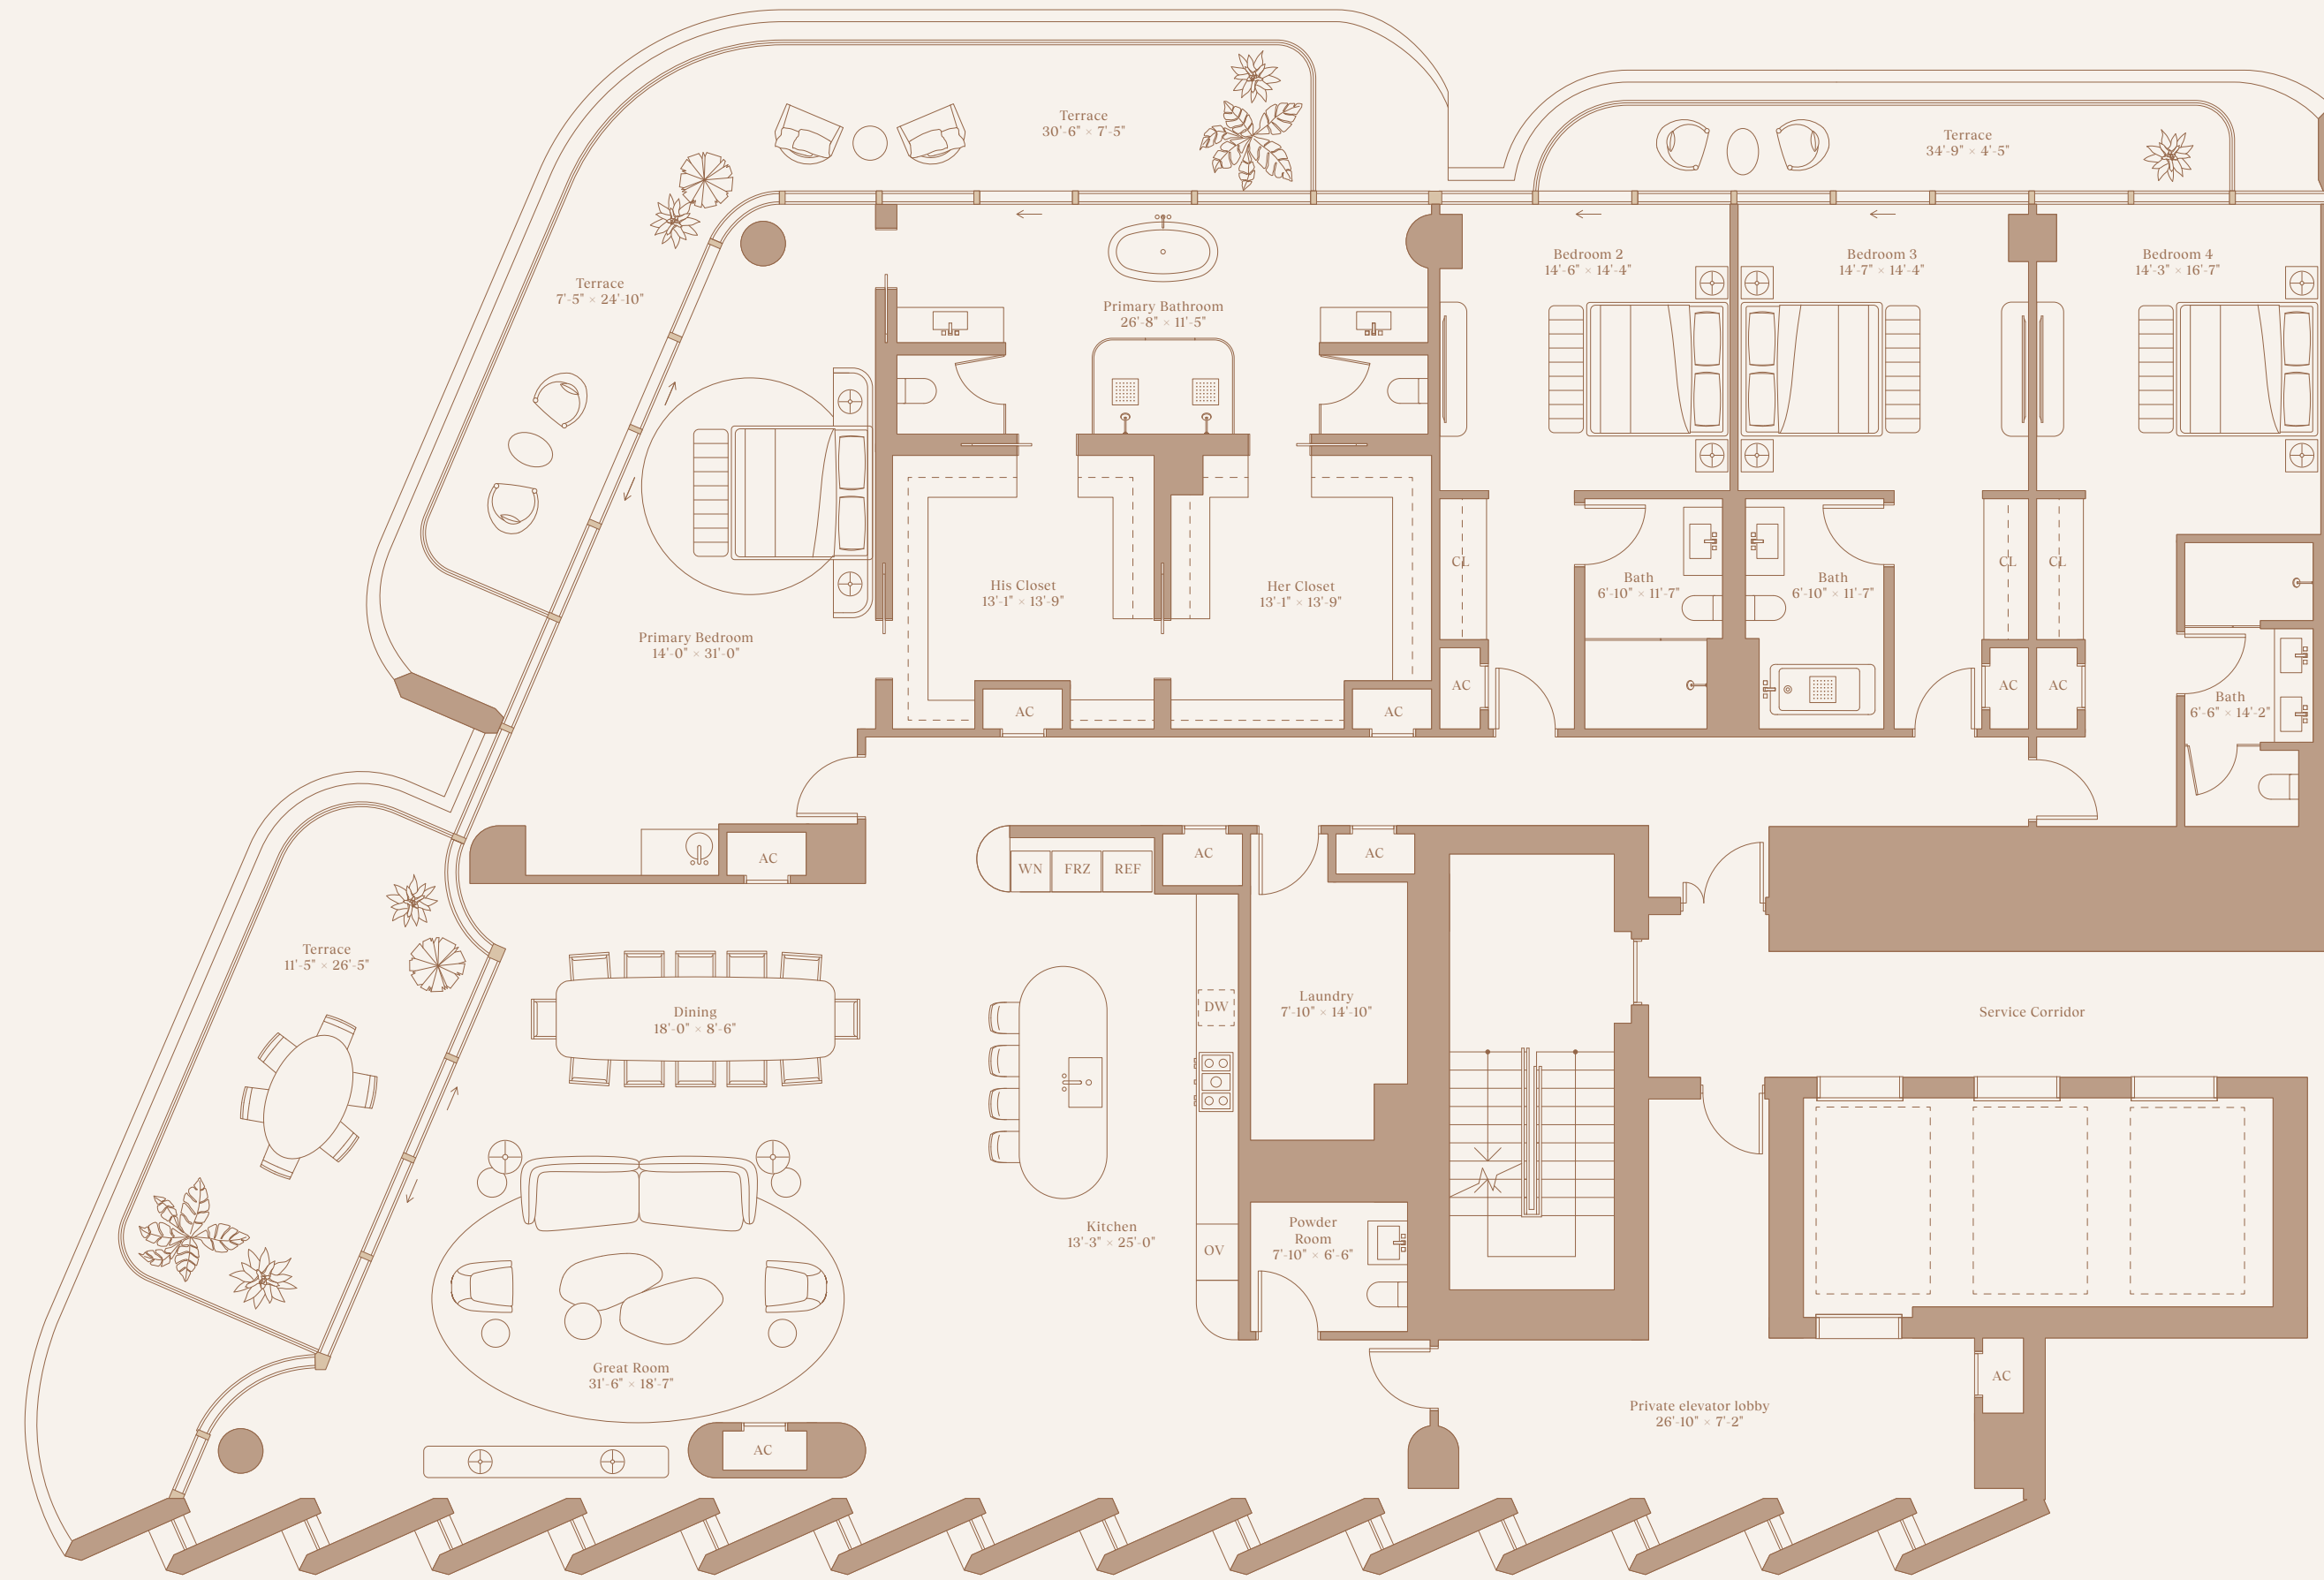 Terrace
30'-6" × 7'-5"
Terrace
34'-9" × 4'-5"
Terrace
7'-5" × 24'-10"
Primary Bathroom
26'-8" × 11'-5"
Bedroom 2
14'-6" × 14'-4"
Bedroom 3
14'-7" × 14'-4"
Bedroom 4
14'-3" × 16'-7"
Primary Bedroom
14'-0" × 31'-0"
His Closet
13'-1" × 13'-9"
Her Closet
13'-1" × 13'-9"
CL
Bath
6'-10" × 11'-7"
Bath
6'-10" × 11'-7"
CL
CL
AC
AC
AC
AC
AC
Bath
6'-6" × 14'-2"
AC
WN
FRZ
REF
AC
AC
Terrace
11'-5" × 26'-5"
Dining
18'-0" × 8'-6"
DW
Laundry
7'-10" × 14'-10"
Service Corridor
Kitchen
13'-3" × 25'-0"
OV
Powder
Room
7'-10" × 6'-6"
Great Room
31'-6" × 18'-7"
AC
Private elevator lobby
26'-10" × 7'-2"
AC